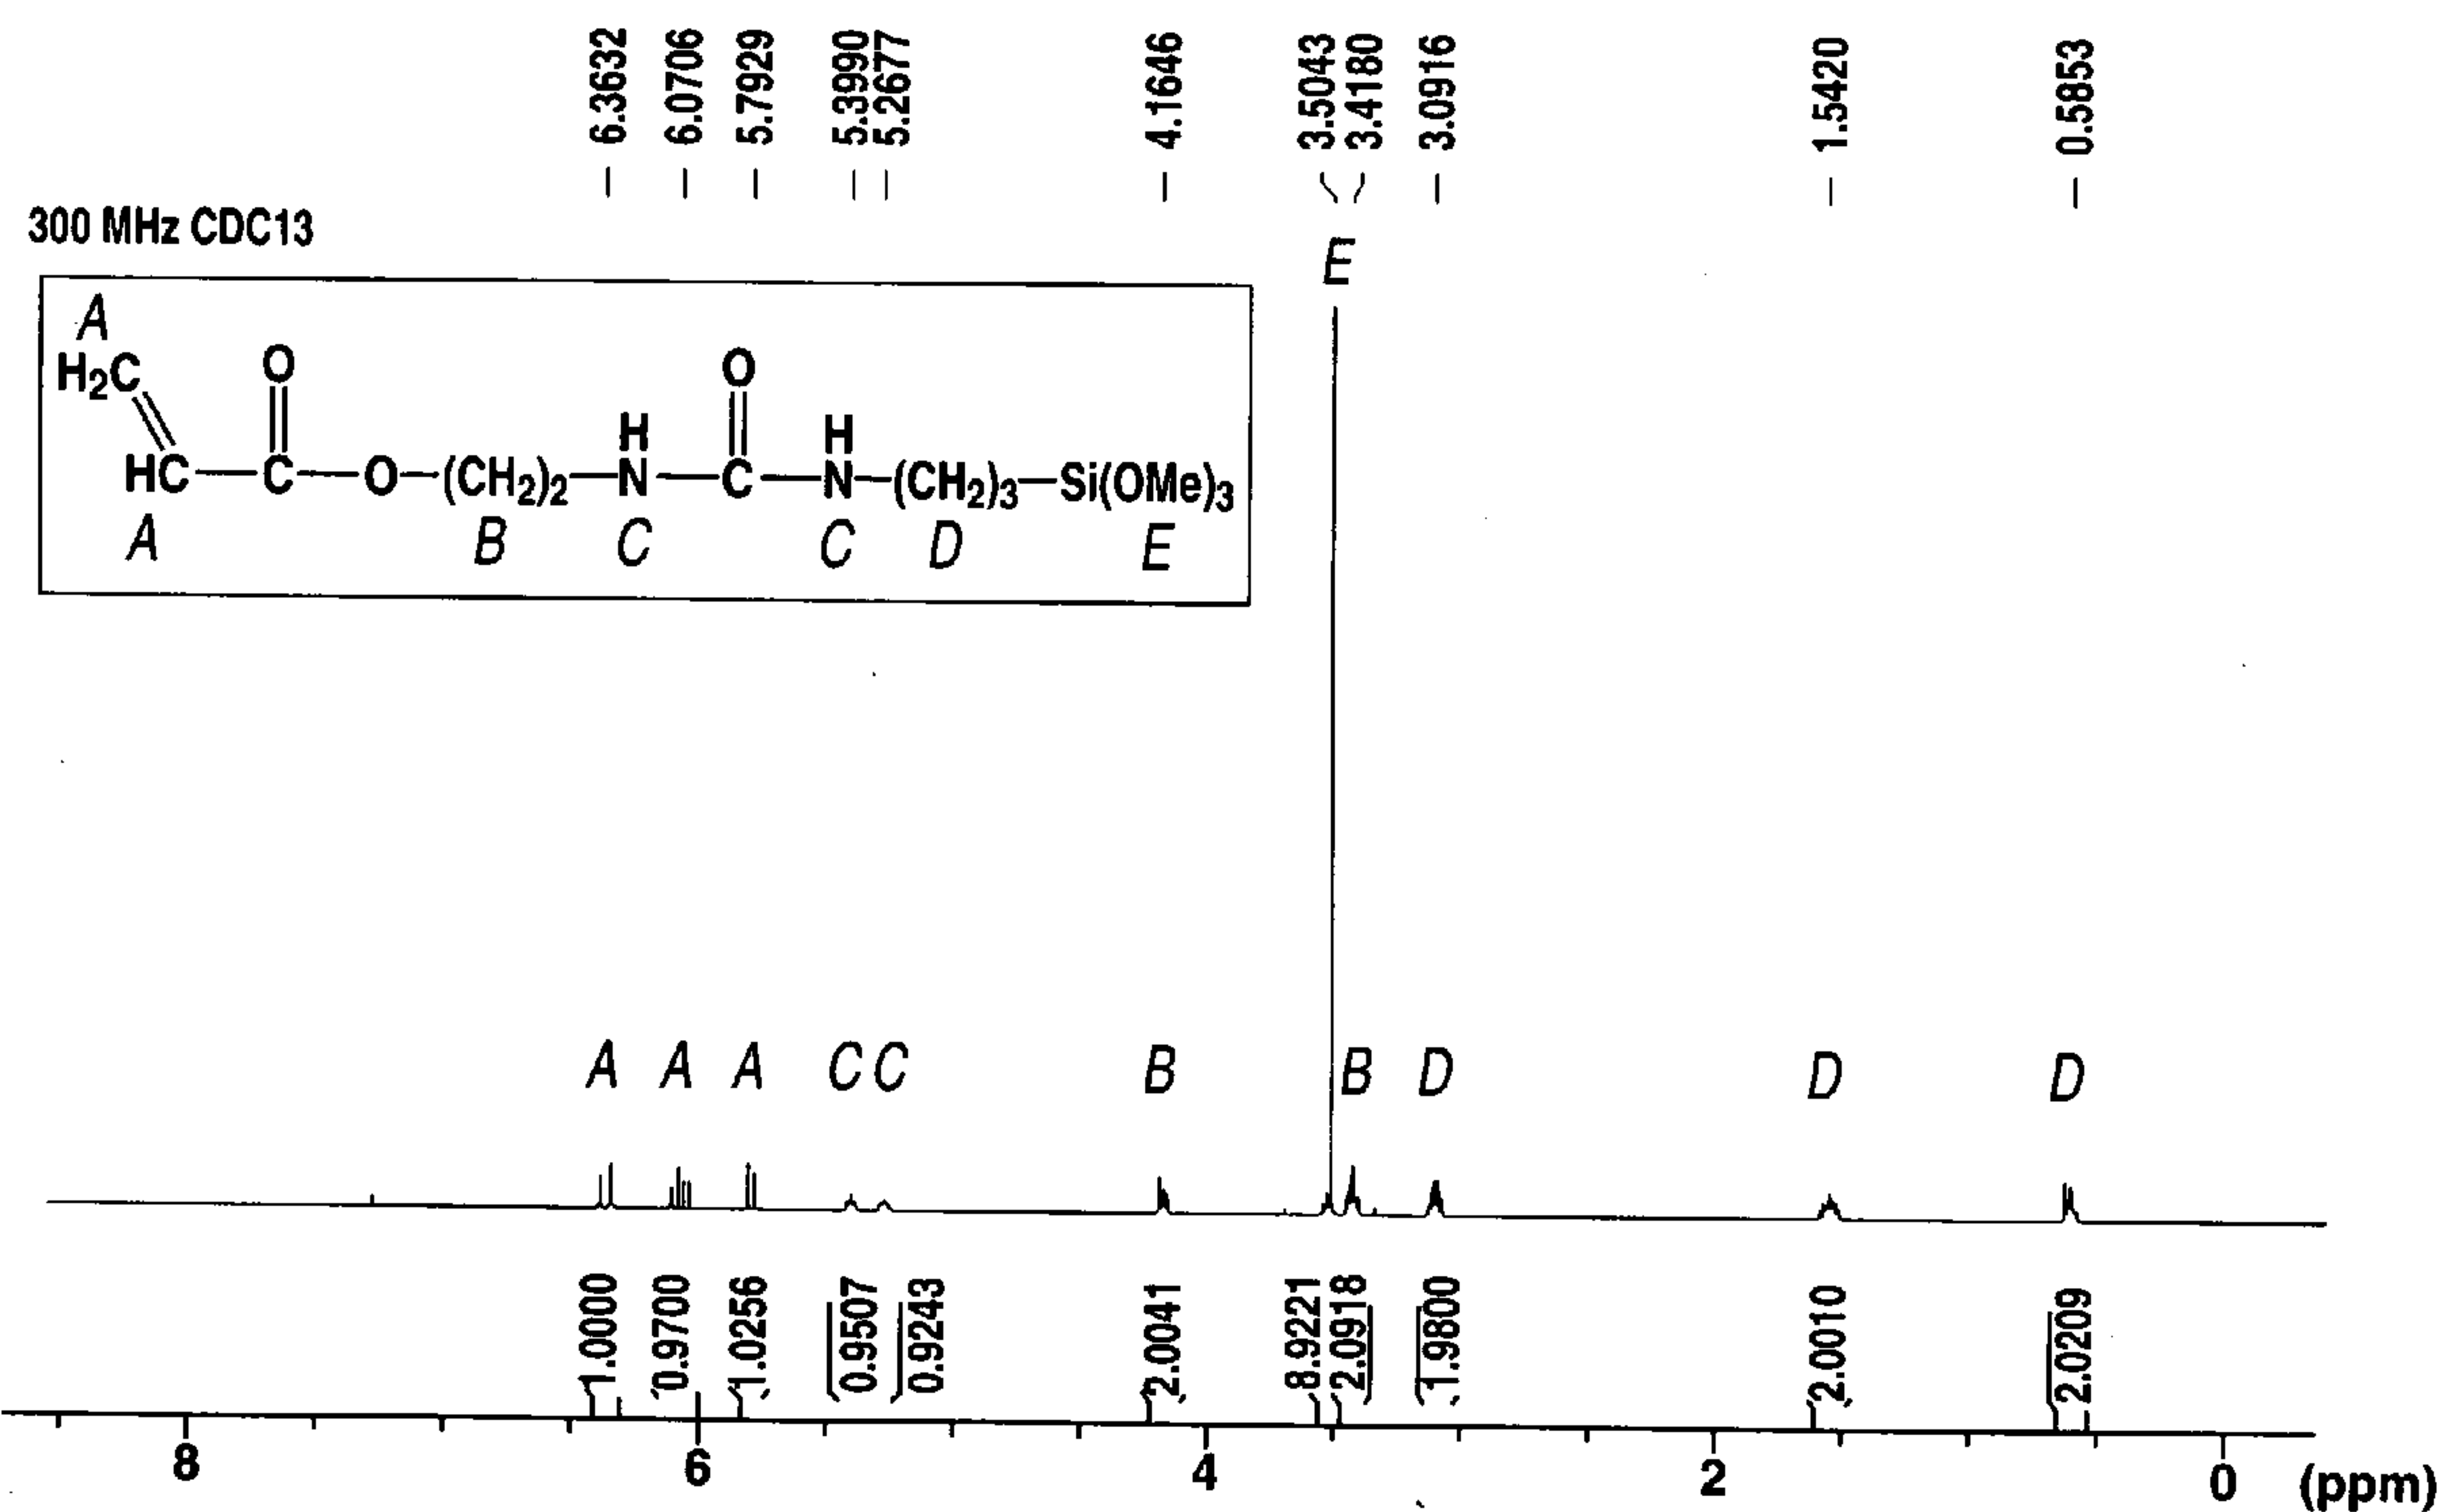 6.3632 6.0706 5.7929 5.3990 5.2677 4.1646 3.5043 3.4180 3.0916 1.5420 0.5853
300 MHz CDC13
E
A
H2C O O
H H
HC C O (CH2)2 N C N (CH2)3 Si(OMe)3
A B C C D E
A A A C C B B D D D
1.0000 0.9700 1.0256 0.9507 0.9243 2.0041 8.9221 2.0918 1.9800 2.0010 2.0209
8 6 4 2 0 (ppm)